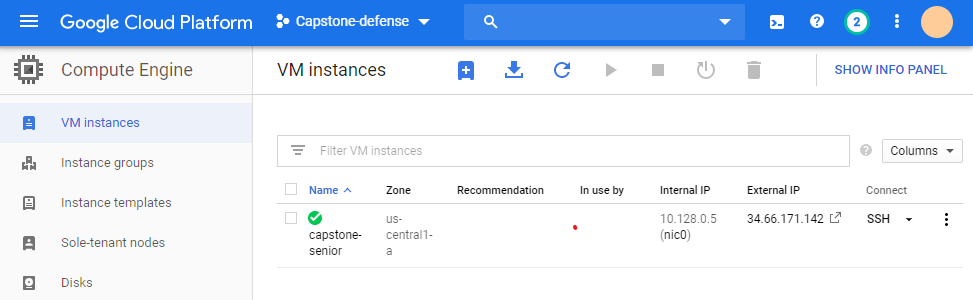 Google Cloud Platform Capstone-defense 2
Compute Engine VM instances SHOW INFO PANEL
VM instances
Instance groups
Instance templates
Sole-tenant nodes
Disks
Filter VM instances ? Columns
Name Zone Recommendation In use by Internal IP External IP Connect
capstone-
senior
us-
central1-
a
10.128.0.5
(nic0)
34.66.171.142
SSH